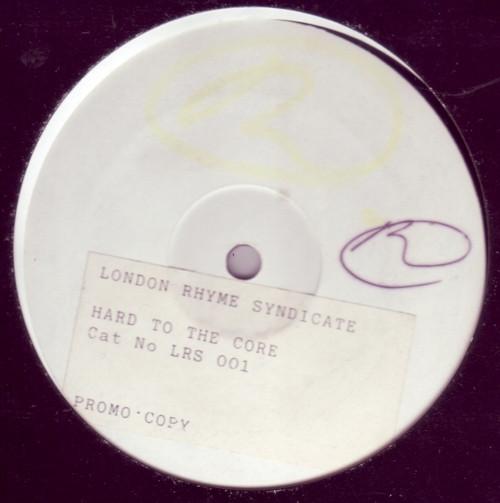 R
R
LONDON RHYME SYNDICATE
HARD TO THE CORE
Cat No LRS 001
PROMO COPY